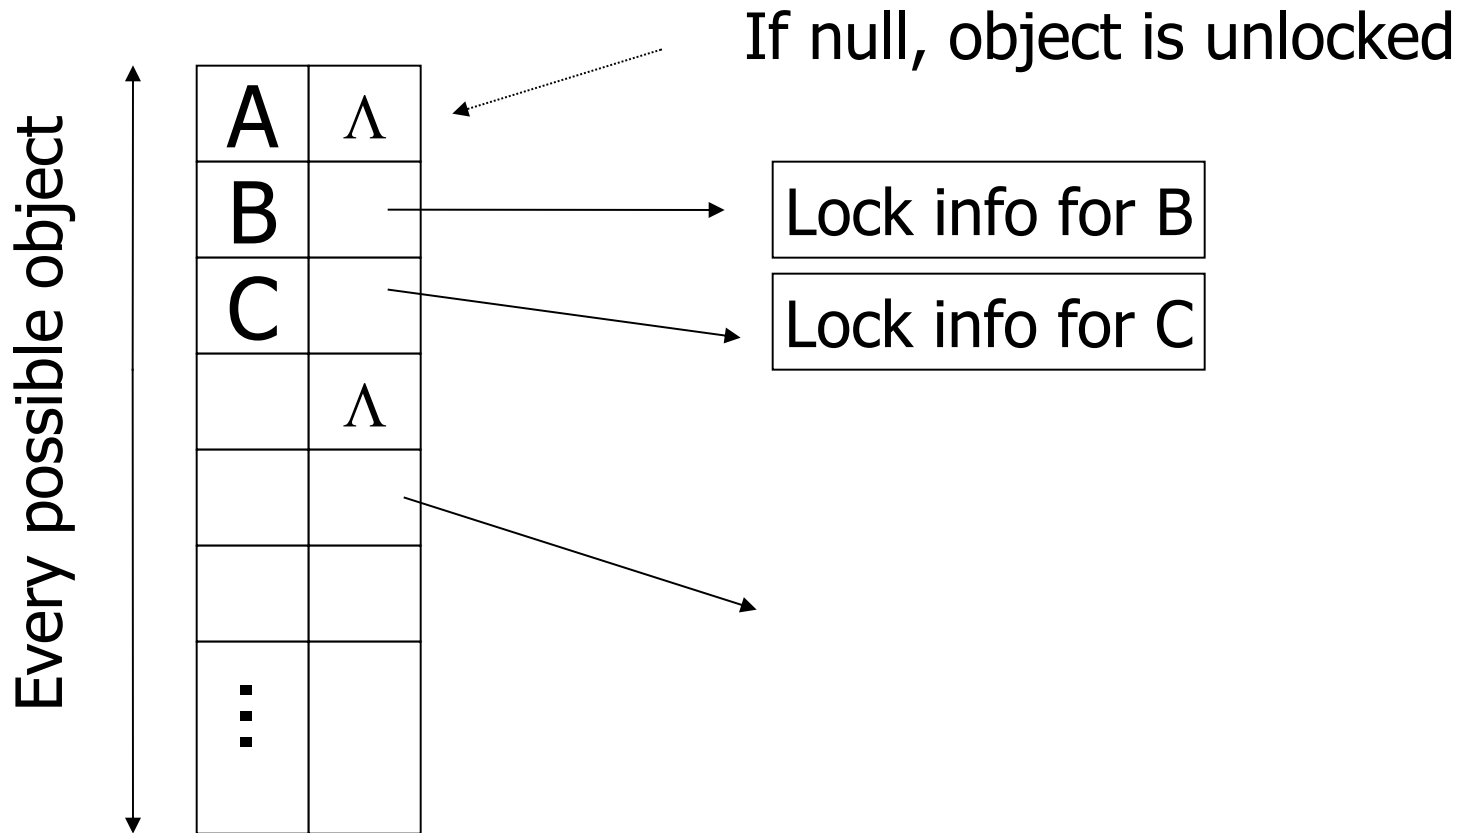 If null, object is unlocked
Every possible object
A Λ
B
Lock info for B
C
Lock info for C
Λ
⋮